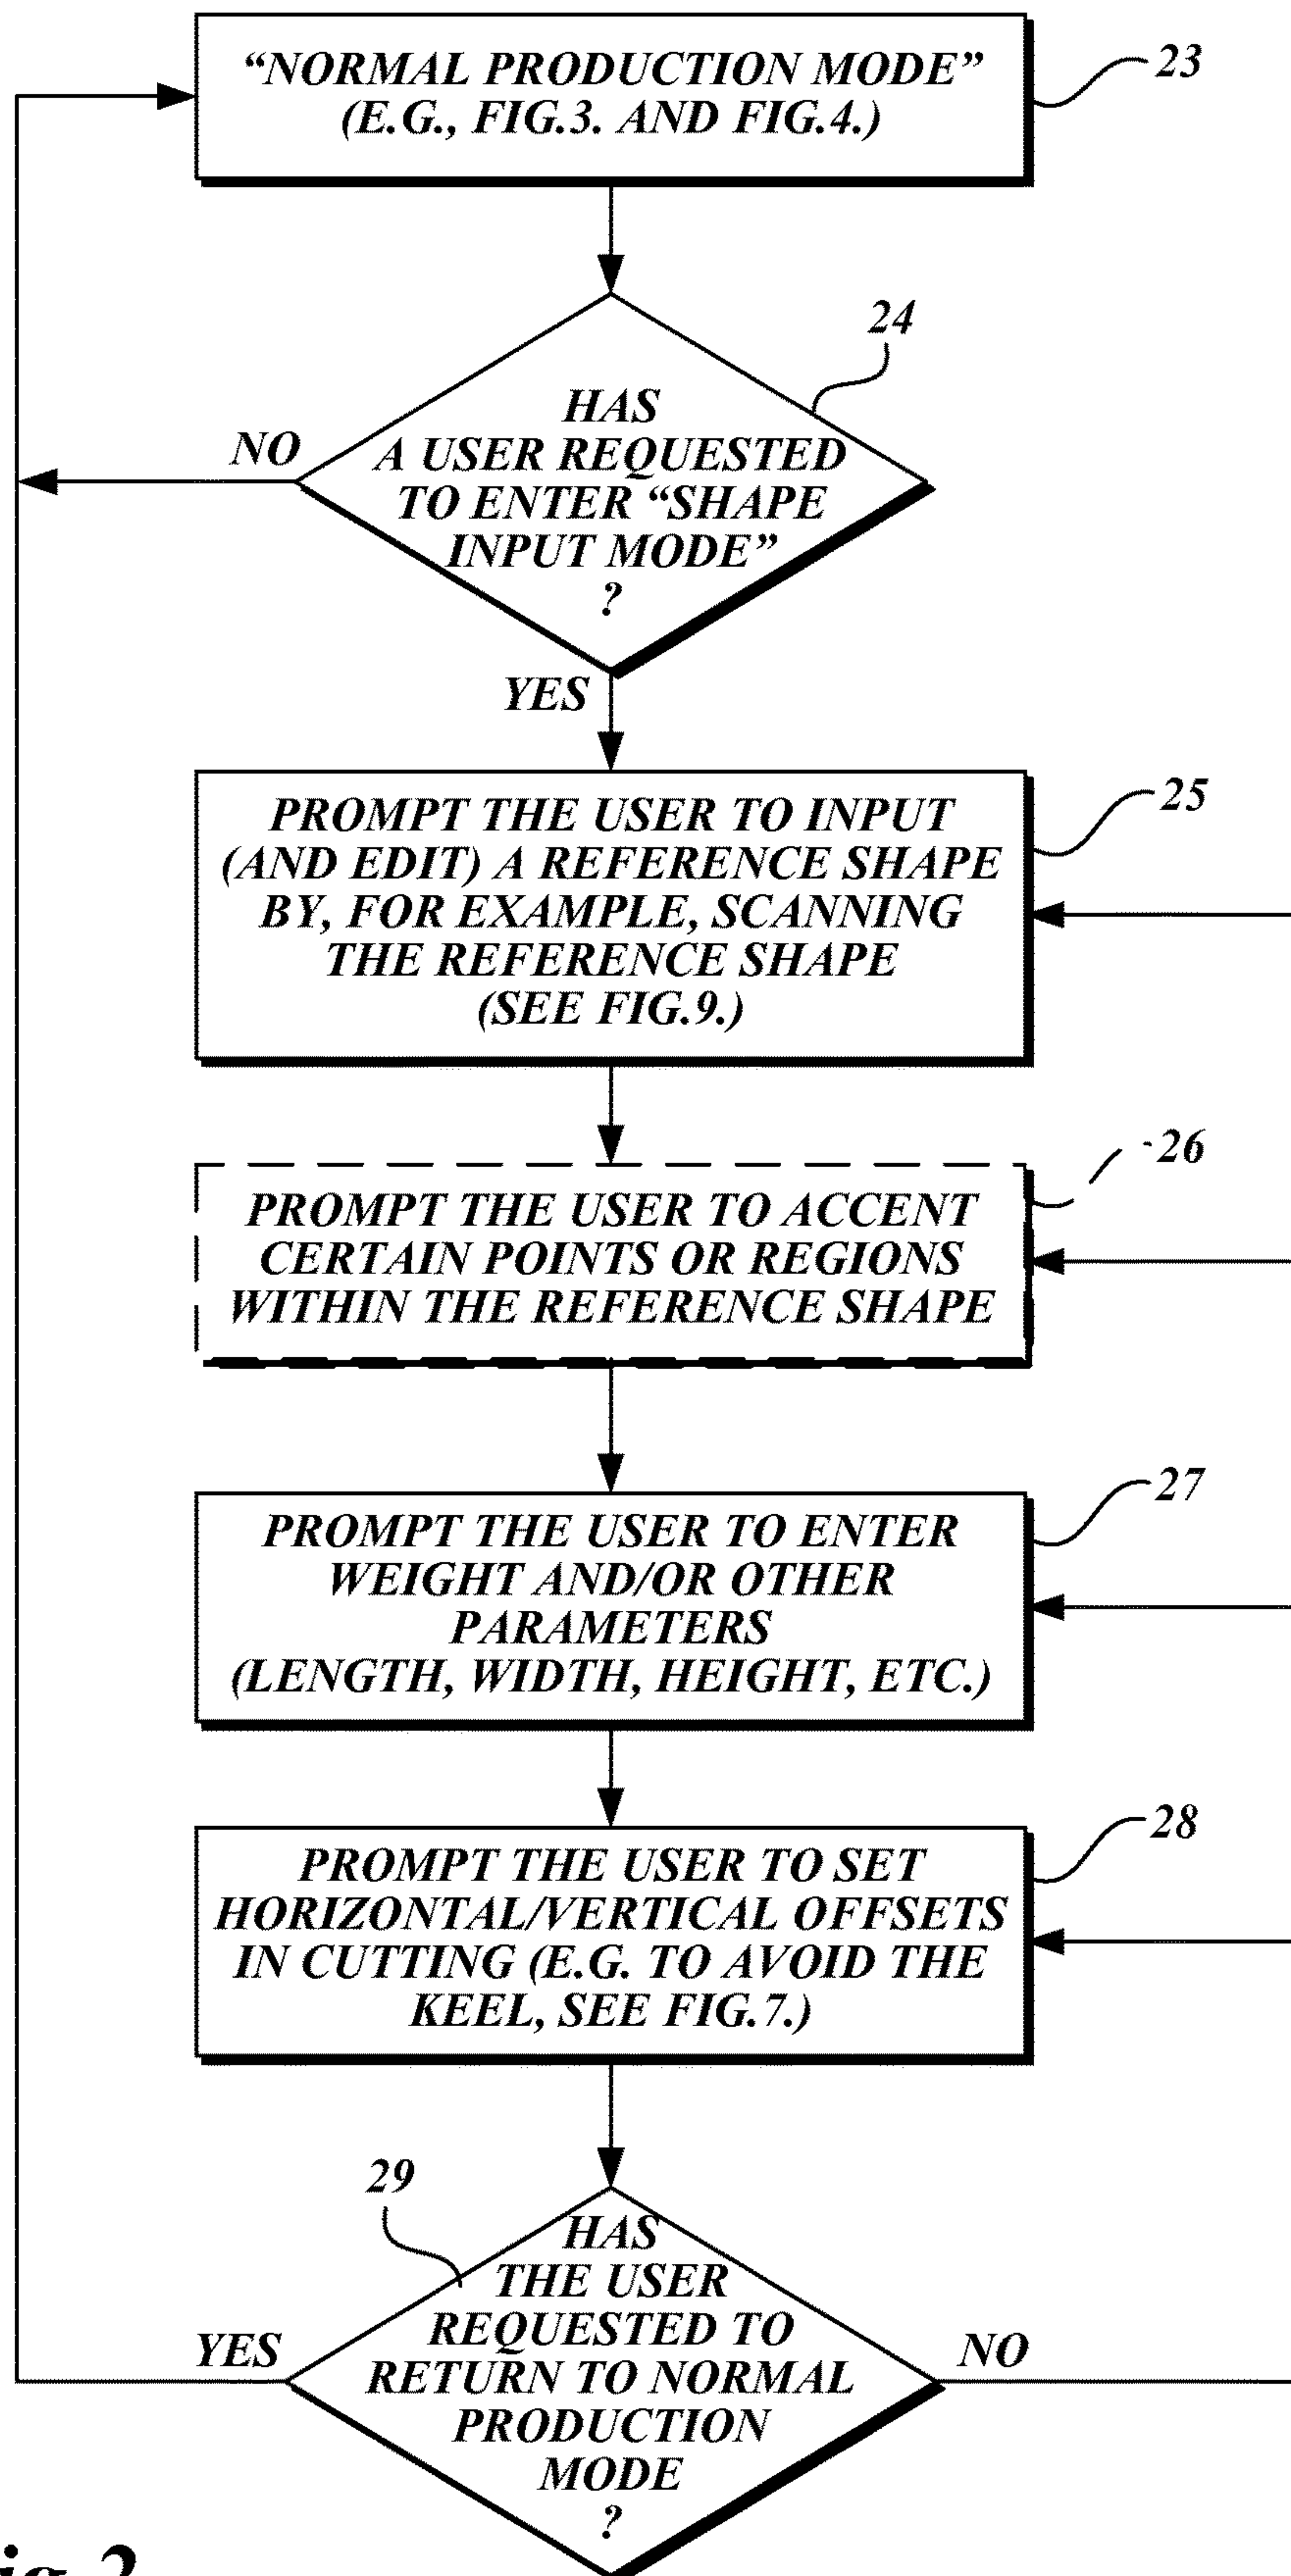 “NORMAL PRODUCTION MODE”
(E.G., FIG.3. AND FIG.4.)
23
24
HAS
A USER REQUESTED
TO ENTER “SHAPE
INPUT MODE”
?
NO
YES
25
PROMPT THE USER TO INPUT
(AND EDIT) A REFERENCE SHAPE
BY, FOR EXAMPLE, SCANNING
THE REFERENCE SHAPE
(SEE FIG.9.)
26
PROMPT THE USER TO ACCENT
CERTAIN POINTS OR REGIONS
WITHIN THE REFERENCE SHAPE
27
PROMPT THE USER TO ENTER
WEIGHT AND/OR OTHER
PARAMETERS
(LENGTH, WIDTH, HEIGHT, ETC.)
28
PROMPT THE USER TO SET
HORIZONTAL/VERTICAL OFFSETS
IN CUTTING (E.G. TO AVOID THE
KEEL, SEE FIG.7.)
29
HAS
THE USER
REQUESTED TO
RETURN TO NORMAL
PRODUCTION
MODE
?
YES
NO